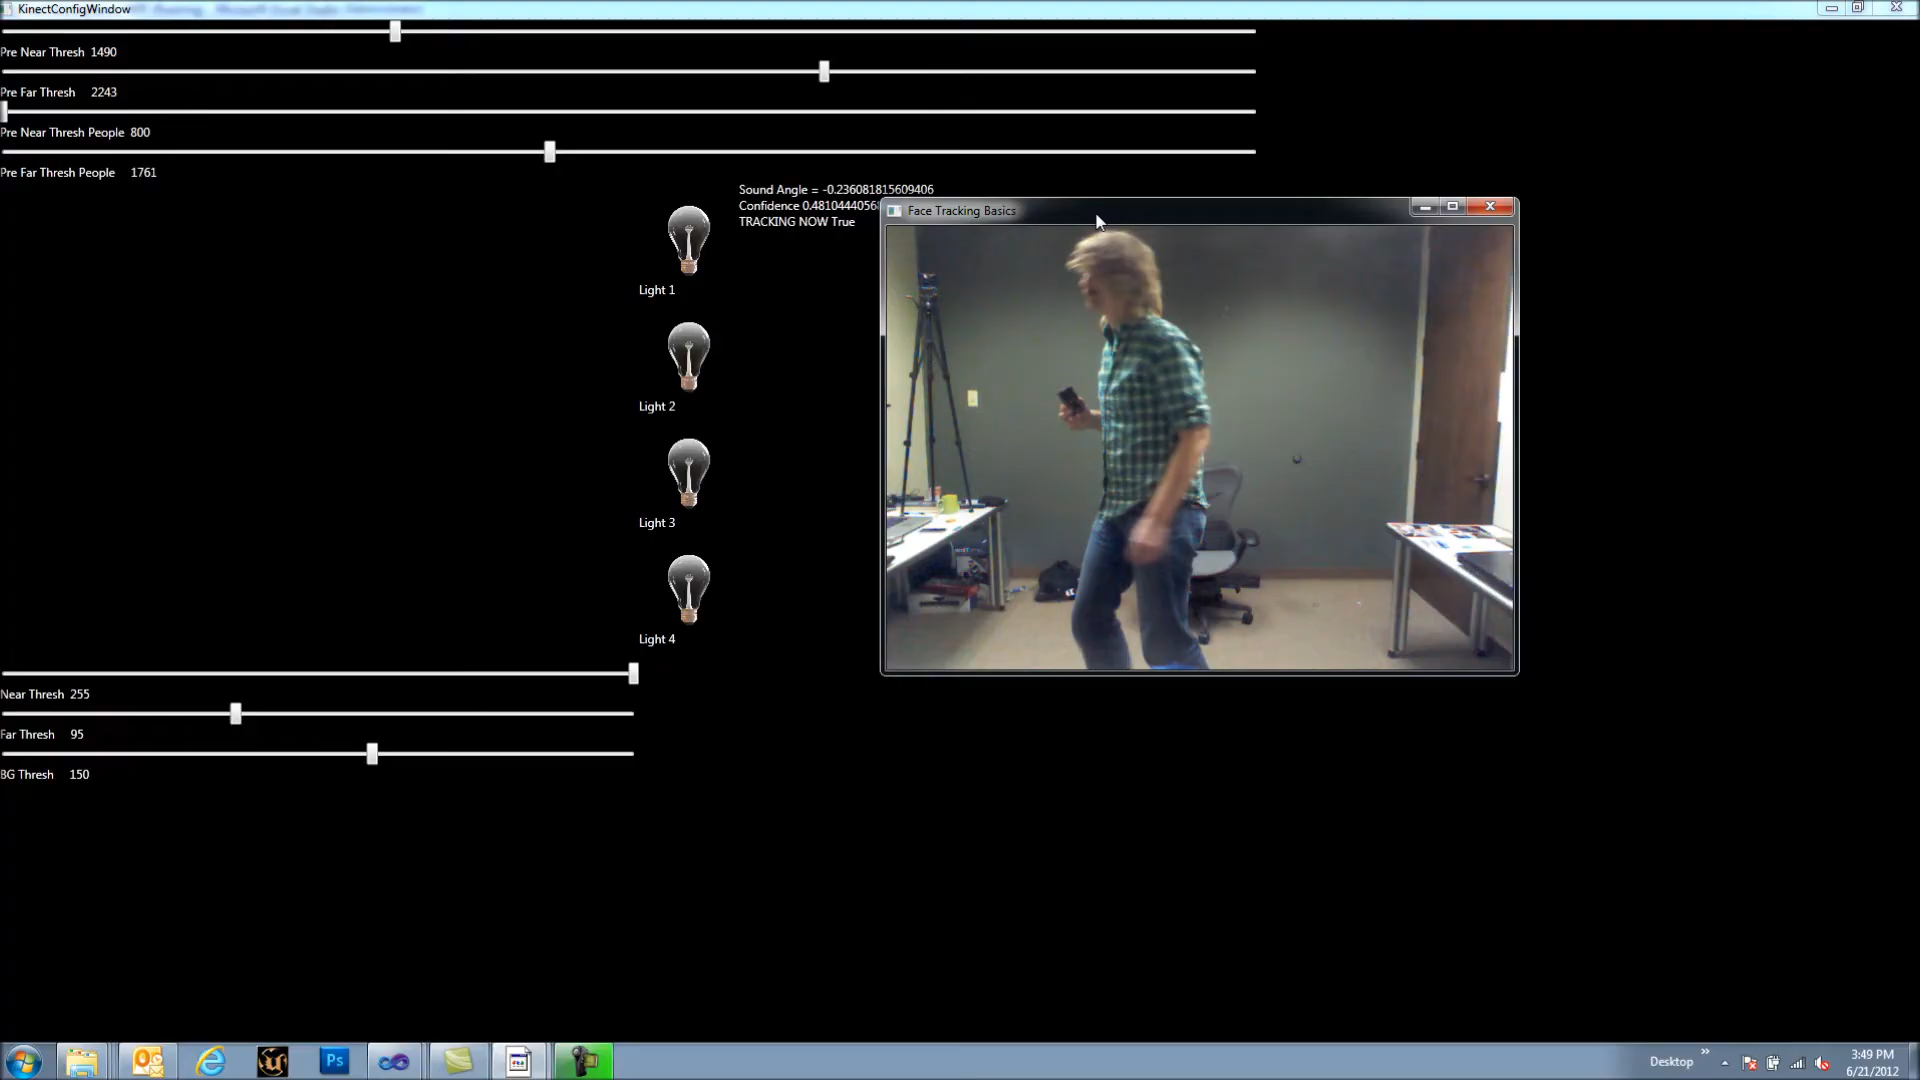 KinectConfigWindow
Pre Near Thresh 1490
Pre Far Thresh 2243
Pre Near Thresh People 800
Pre Far Thresh People 1761
Sound Angle = -0.236081815609406
Confidence 0.4810444056
TRACKING NOW True
Face Tracking Basics
Light 1
Light 2
Light 3
Light 4
Near Thresh 255
Far Thresh 95
BG Thresh 150
Ps
Desktop
3:49 PM
6/21/2012